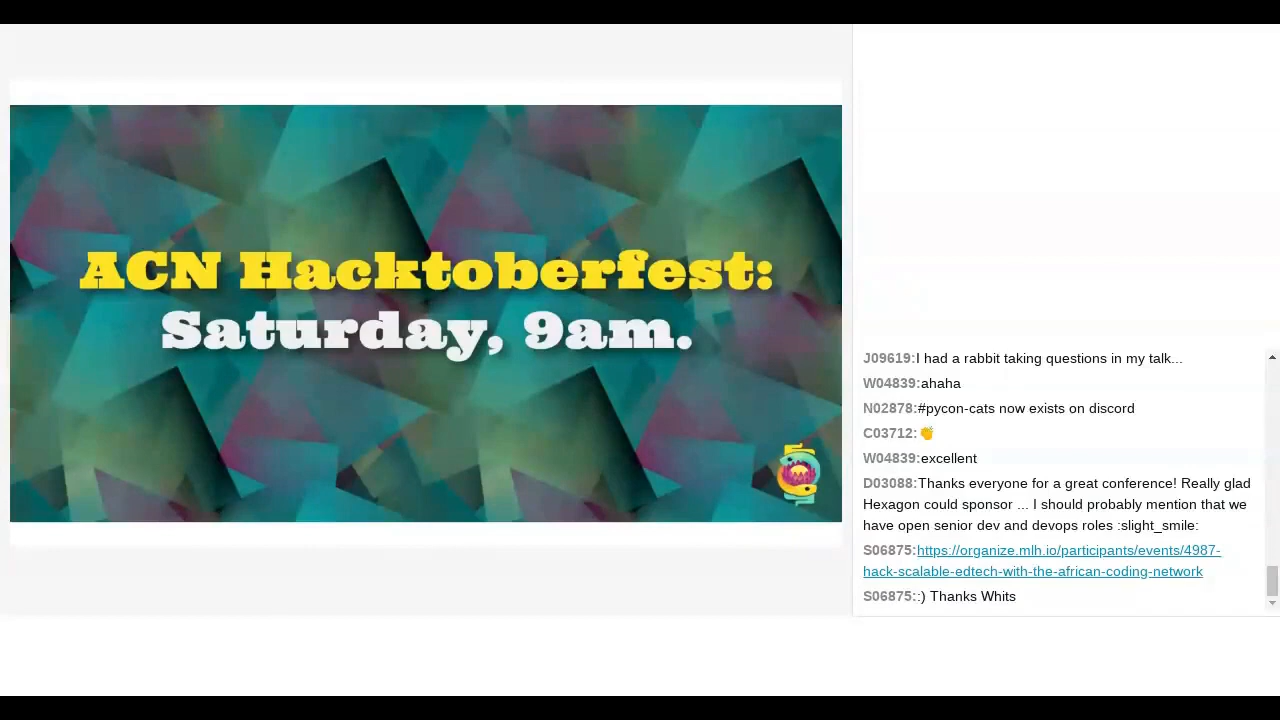 ACN Hacktoberfest:
Saturday, 9am.
J09619:I had a rabbit taking questions in my talk...
W04839:ahaha
N02878:#pycon-cats now exists on discord
C03712:👏
W04839:excellent
D03088:Thanks everyone for a great conference! Really glad
Hexagon could sponsor ... I should probably mention that we
have open senior dev and devops roles :slight_smile:
S06875:https://organize.mlh.io/participants/events/4987-
hack-scalable-edtech-with-the-african-coding-network
S06875::) Thanks Whits